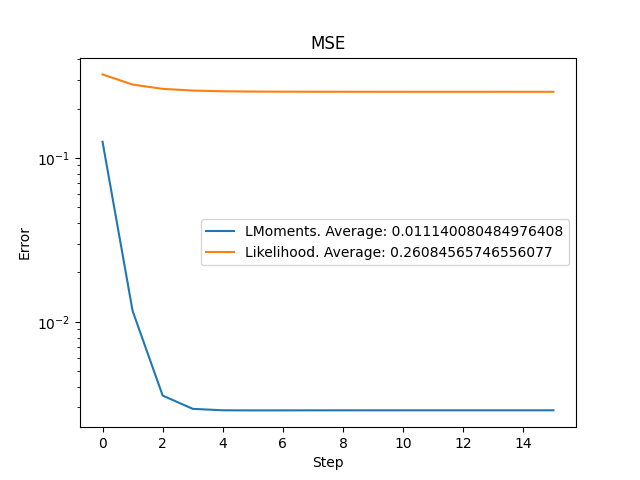 MSE
Error
10⁻¹
10⁻²
LMoments. Average: 0.011140080484976408
Likelihood. Average: 0.26084565746556077
0 2 4 6 8 10 12 14
Step